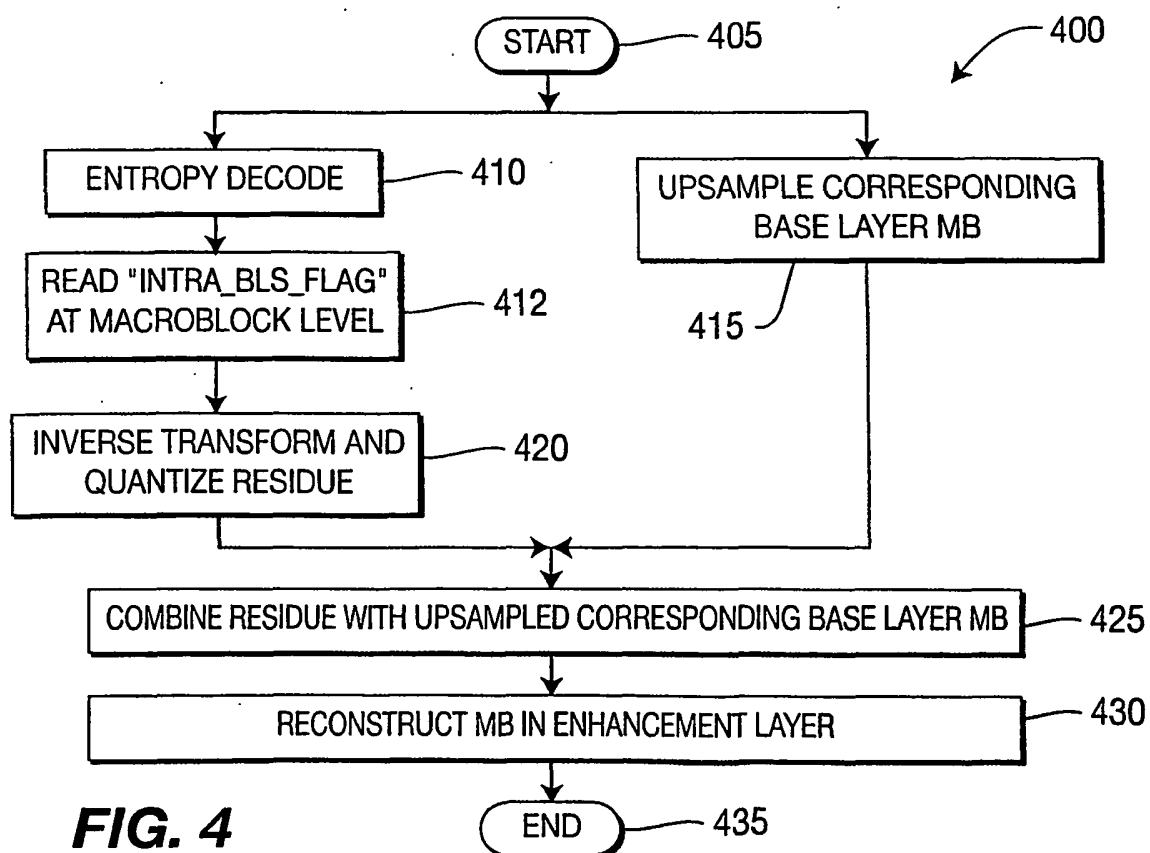 START
405
400
ENTROPY DECODE
410
UPSAMPLE CORRESPONDING
BASE LAYER MB
415
READ "INTRA_BLS_FLAG"
AT MACROBLOCK LEVEL
412
INVERSE TRANSFORM AND
QUANTIZE RESIDUE
420
COMBINE RESIDUE WITH UPSAMPLED CORRESPONDING BASE LAYER MB
425
RECONSTRUCT MB IN ENHANCEMENT LAYER
430
END
435
FIG. 4